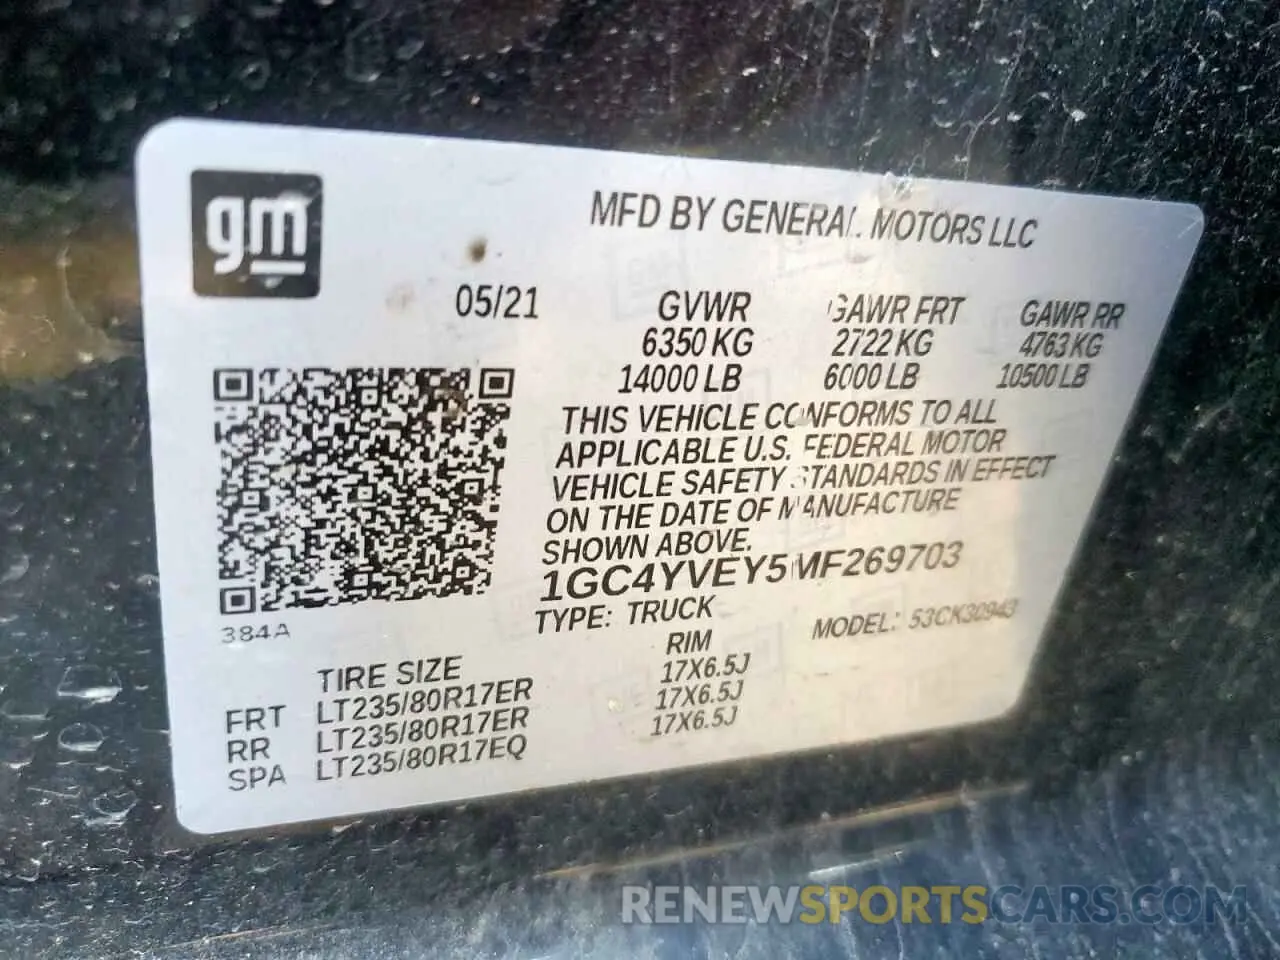 gm
MFD BY GENERAL MOTORS LLC
05/21 GVWR GAWR FRT GAWR RR
6350 KG 2722 KG 4763 KG
14000 LB 6000 LB 10500 LB
THIS VEHICLE CONFORMS TO ALL
APPLICABLE U.S. FEDERAL MOTOR
VEHICLE SAFETY STANDARDS IN EFFECT
ON THE DATE OF MANUFACTURE
SHOWN ABOVE.
1GC4YVEY5MF269703
TYPE: TRUCK MODEL: 53CK30943
384A
TIRE SIZE RIM
FRT LT235/80R17ER 17X6.5J
RR LT235/80R17ER 17X6.5J
SPA LT235/80R17EQ 17X6.5J
RENEWSPORTSCARS.COM